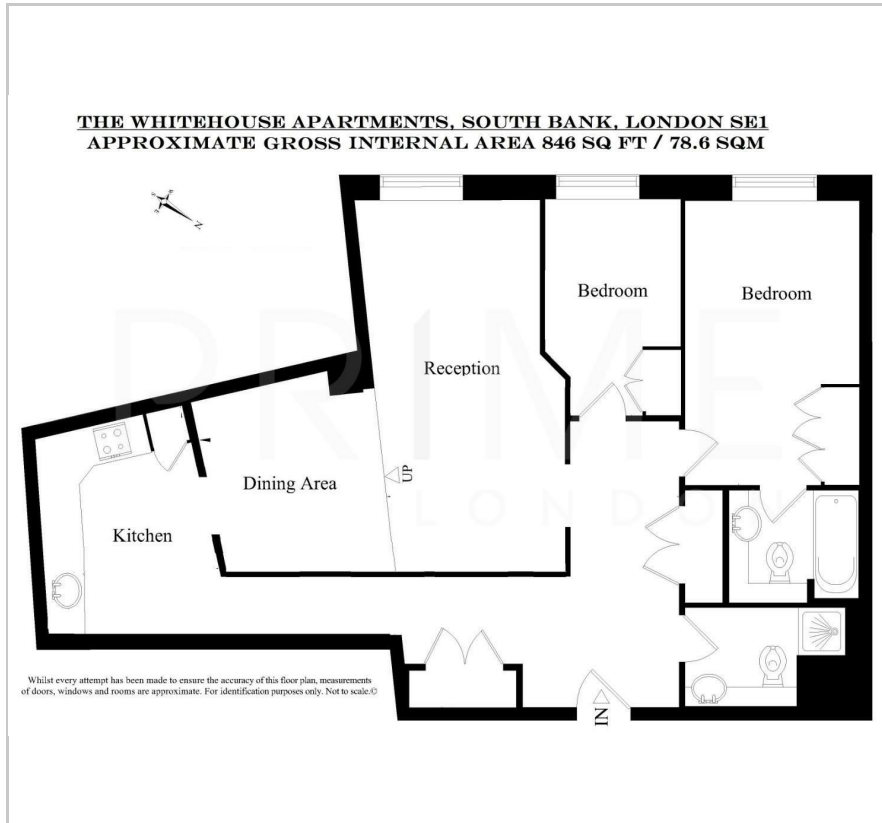 THE WHITEHOUSE APARTMENTS, SOUTH BANK, LONDON SE1
APPROXIMATE GROSS INTERNAL AREA 846 SQ FT / 78.6 SQM
N
Bedroom
Bedroom
Reception
PRIME
LONDON
UP
Dining Area
Kitchen
IN
Whilst every attempt has been made to ensure the accuracy of this floor plan, measurements
of doors, windows and rooms are approximate. For identification purposes only. Not to scale.©